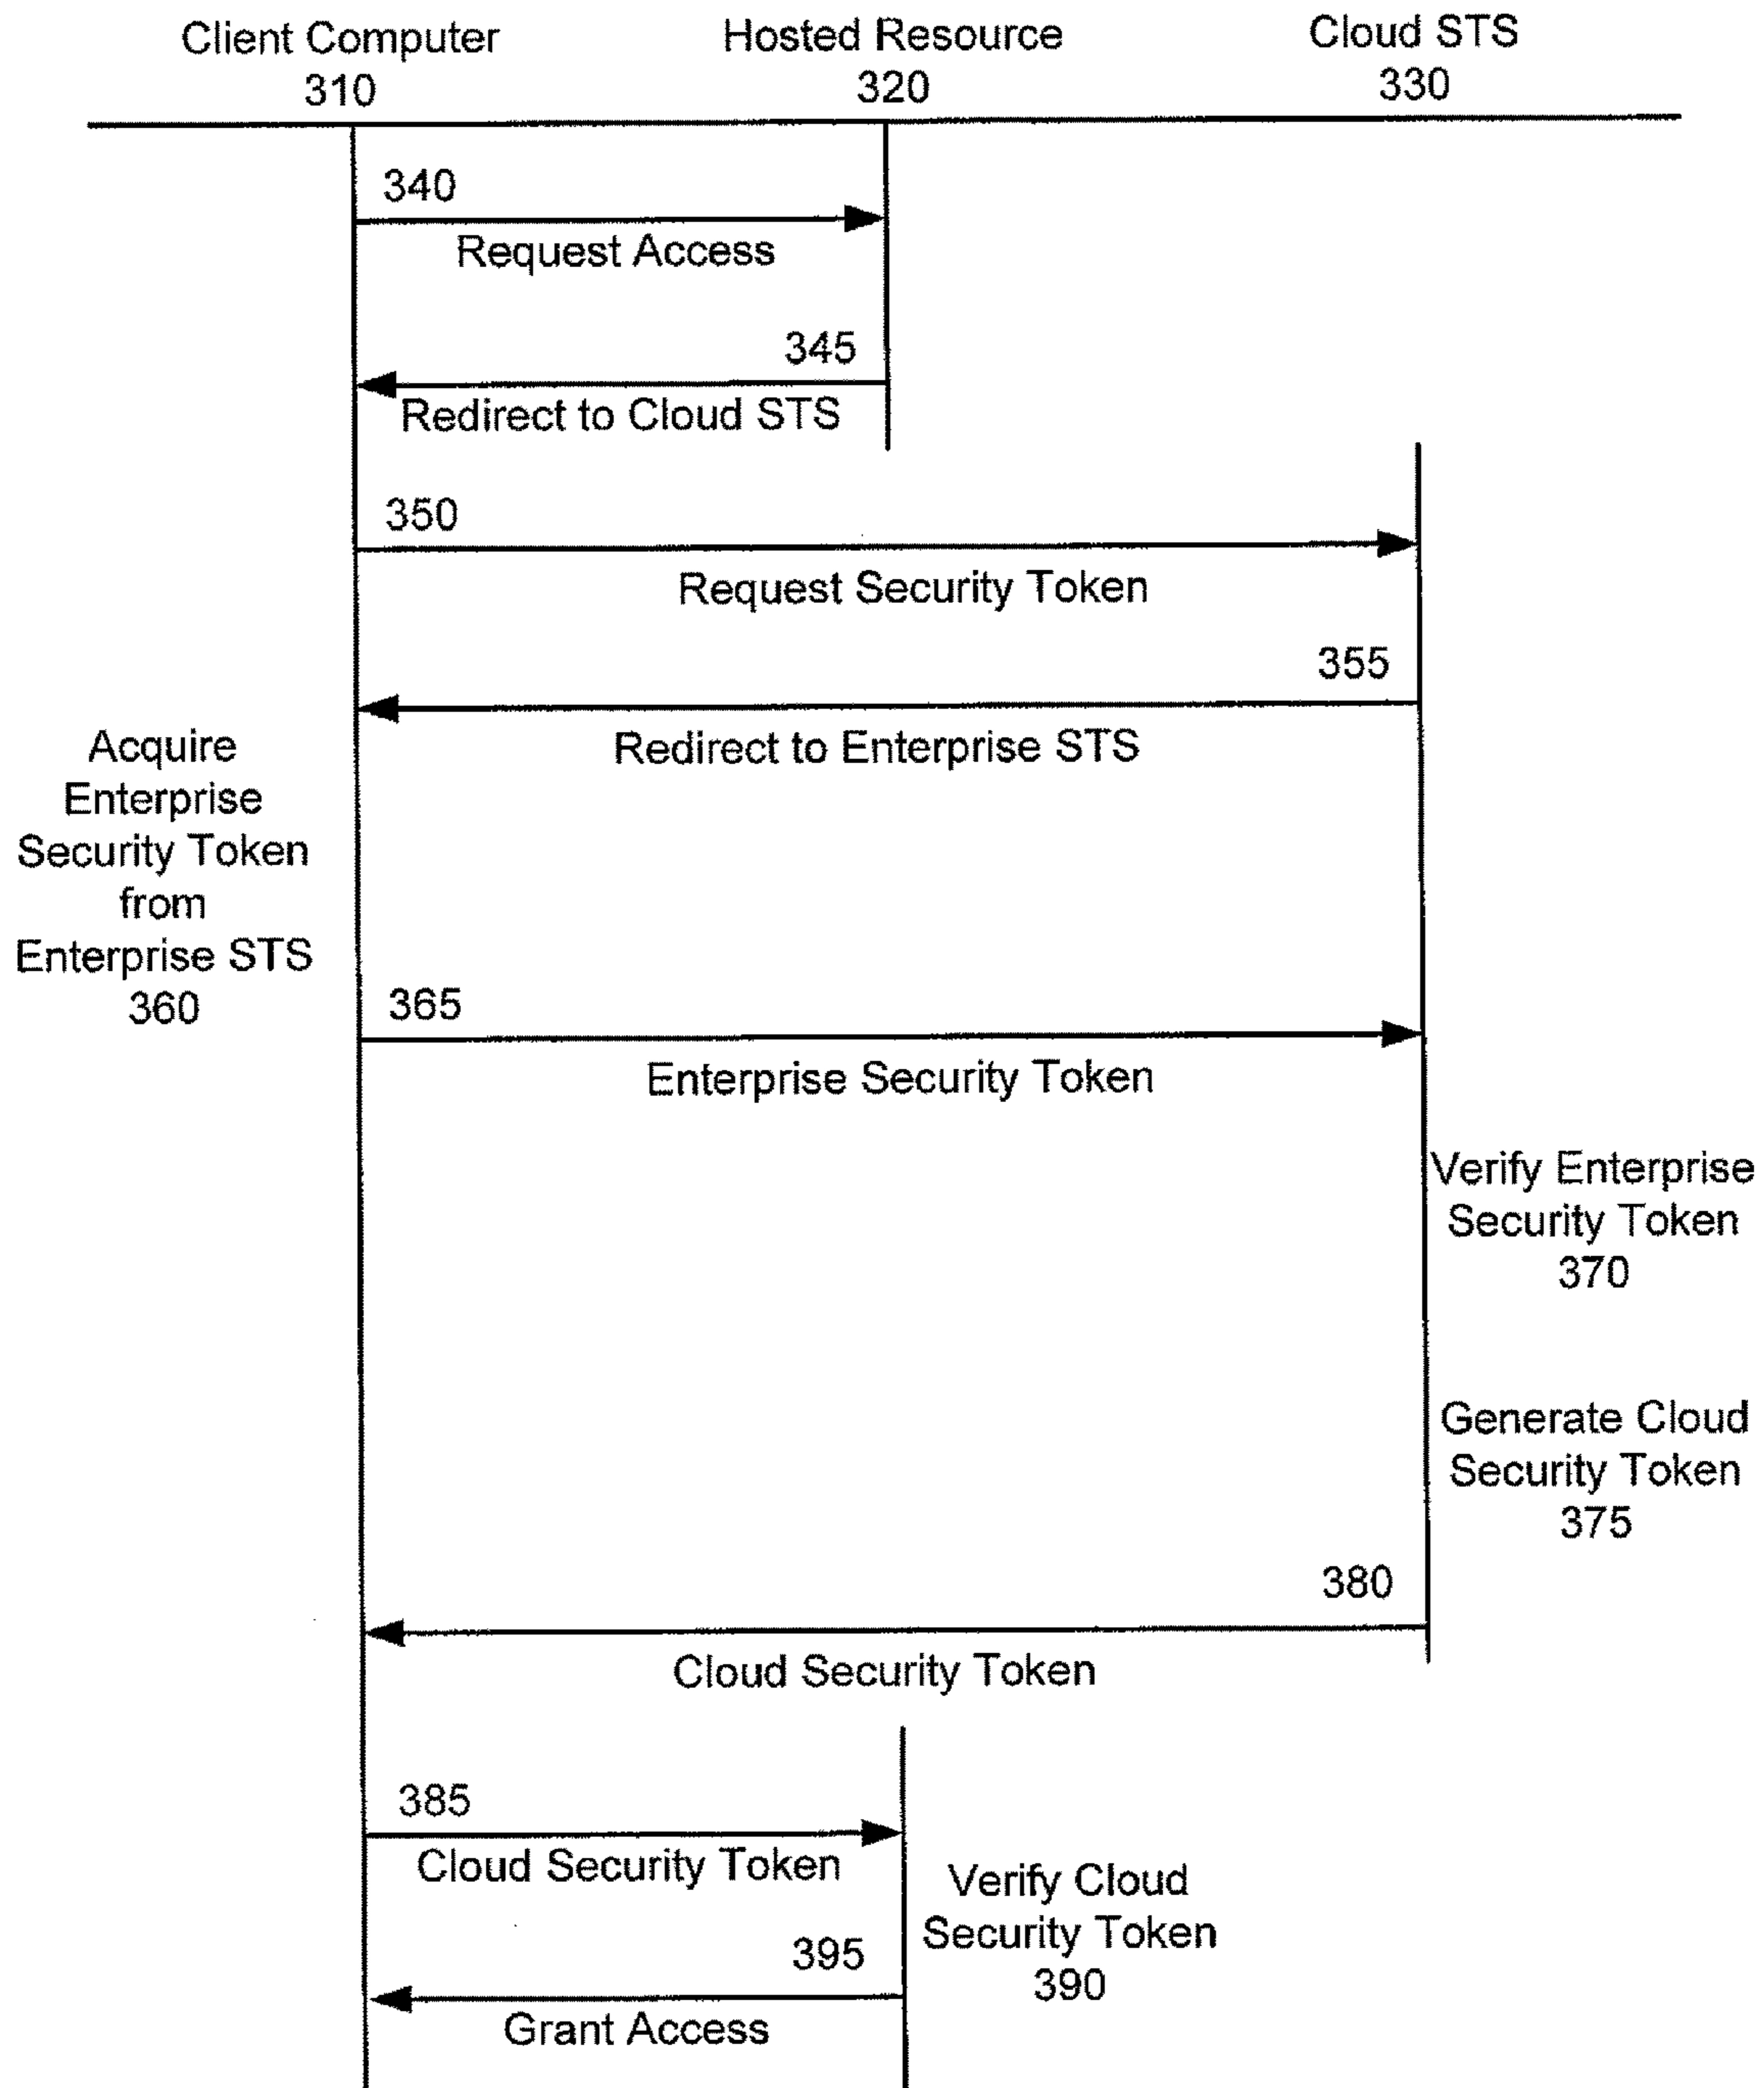 Client Computer
310
Hosted Resource
320
Cloud STS
330
340
Request Access
345
Redirect to Cloud STS
350
Request Security Token
355
Redirect to Enterprise STS
Acquire
Enterprise
Security Token
from
Enterprise STS
360
365
Enterprise Security Token
Verify Enterprise
Security Token
370
Generate Cloud
Security Token
375
380
Cloud Security Token
385
Cloud Security Token
Verify Cloud
Security Token
390
395
Grant Access